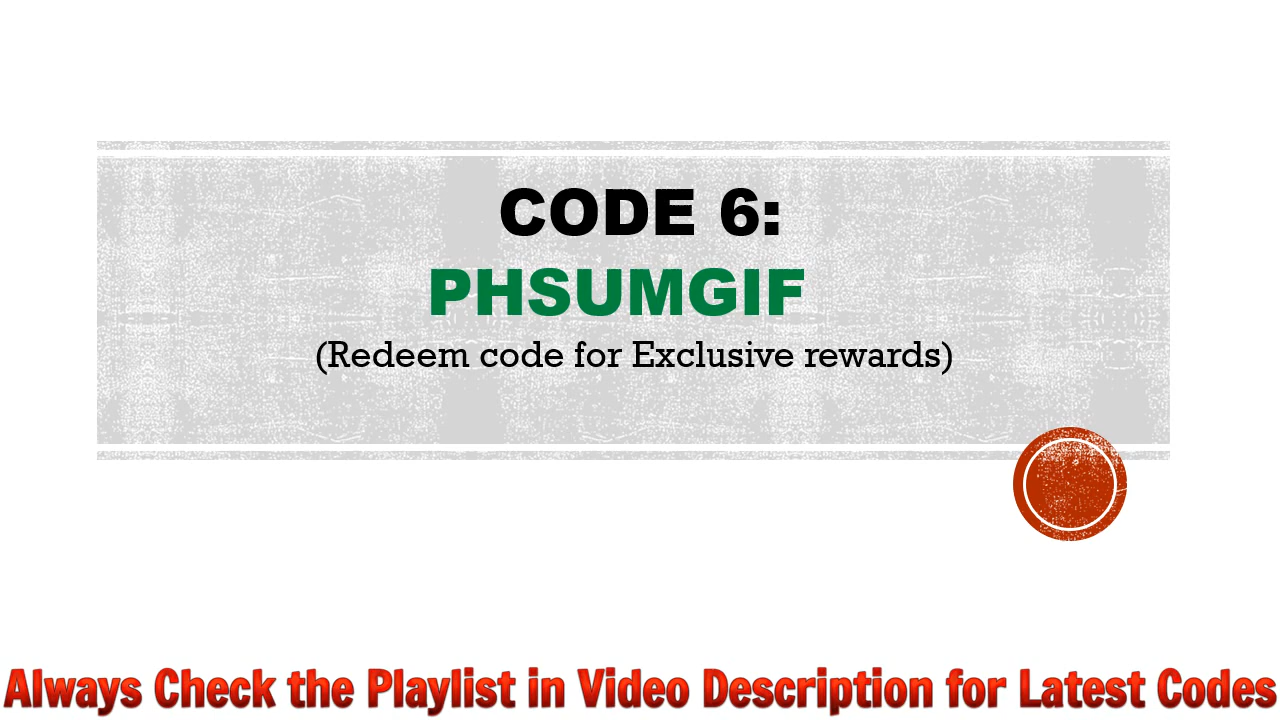 CODE 6:
PHSUMGIF
(Redeem code for Exclusive rewards)
Always Check the Playlist in Video Description for Latest Codes